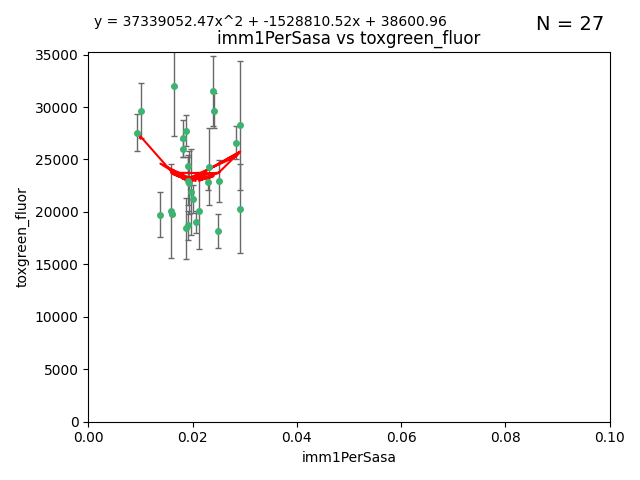 y = 37339052.47x^2 + -1528810.52x + 38600.96
N = 27
imm1PerSasa vs toxgreen_fluor
toxgreen_fluor
35000
30000
25000
20000
15000
10000
5000
0
0.00 0.02 0.04 0.06 0.08 0.10
imm1PerSasa